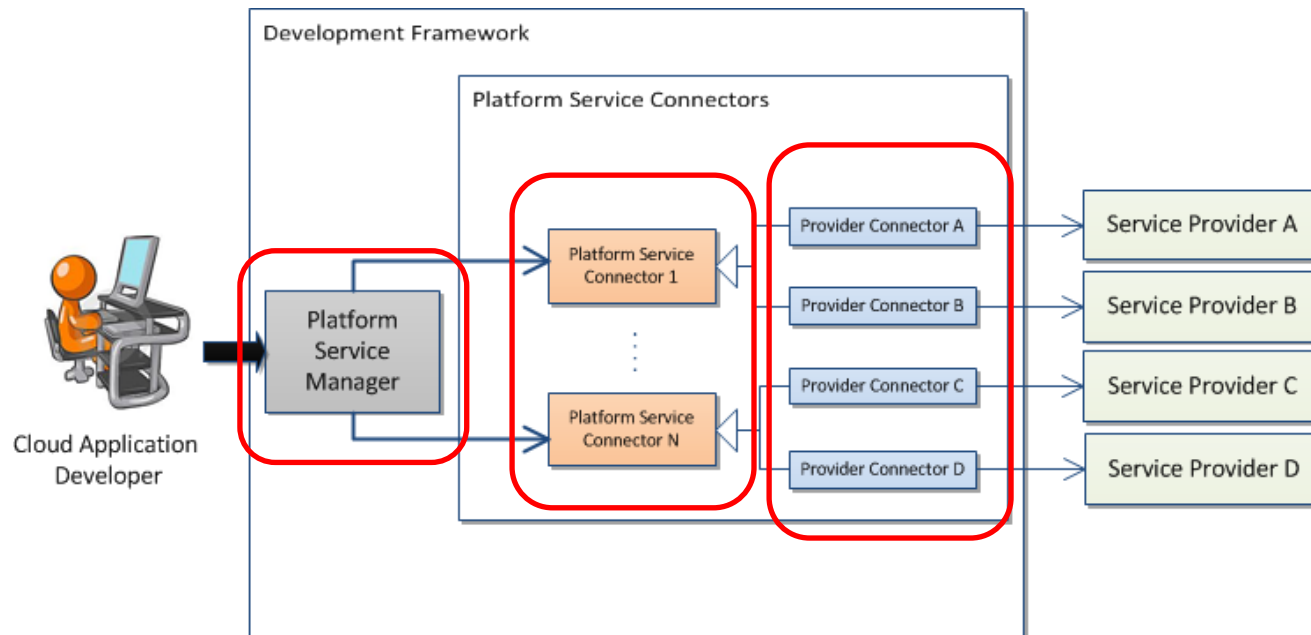 Development Framework
Platform Service Connectors
Provider Connector A
Service Provider A
Platform Service
Connector 1
Provider Connector B
Service Provider B
Platform
Service
Manager
Provider Connector C
Service Provider C
Platform Service
Connector N
Cloud Application
Developer
Provider Connector D
Service Provider D